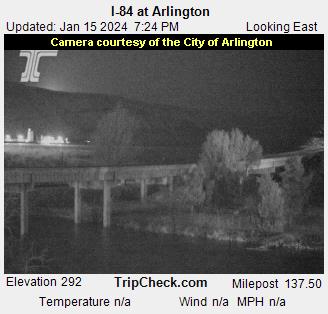 I-84 at Arlington
Updated: Jan 15 2024 7:24 PM Looking East
Camera courtesy of the City of Arlington
Elevation 292 TripCheck.com Milepost 137.50
Temperature n/a Wind n/a MPH n/a